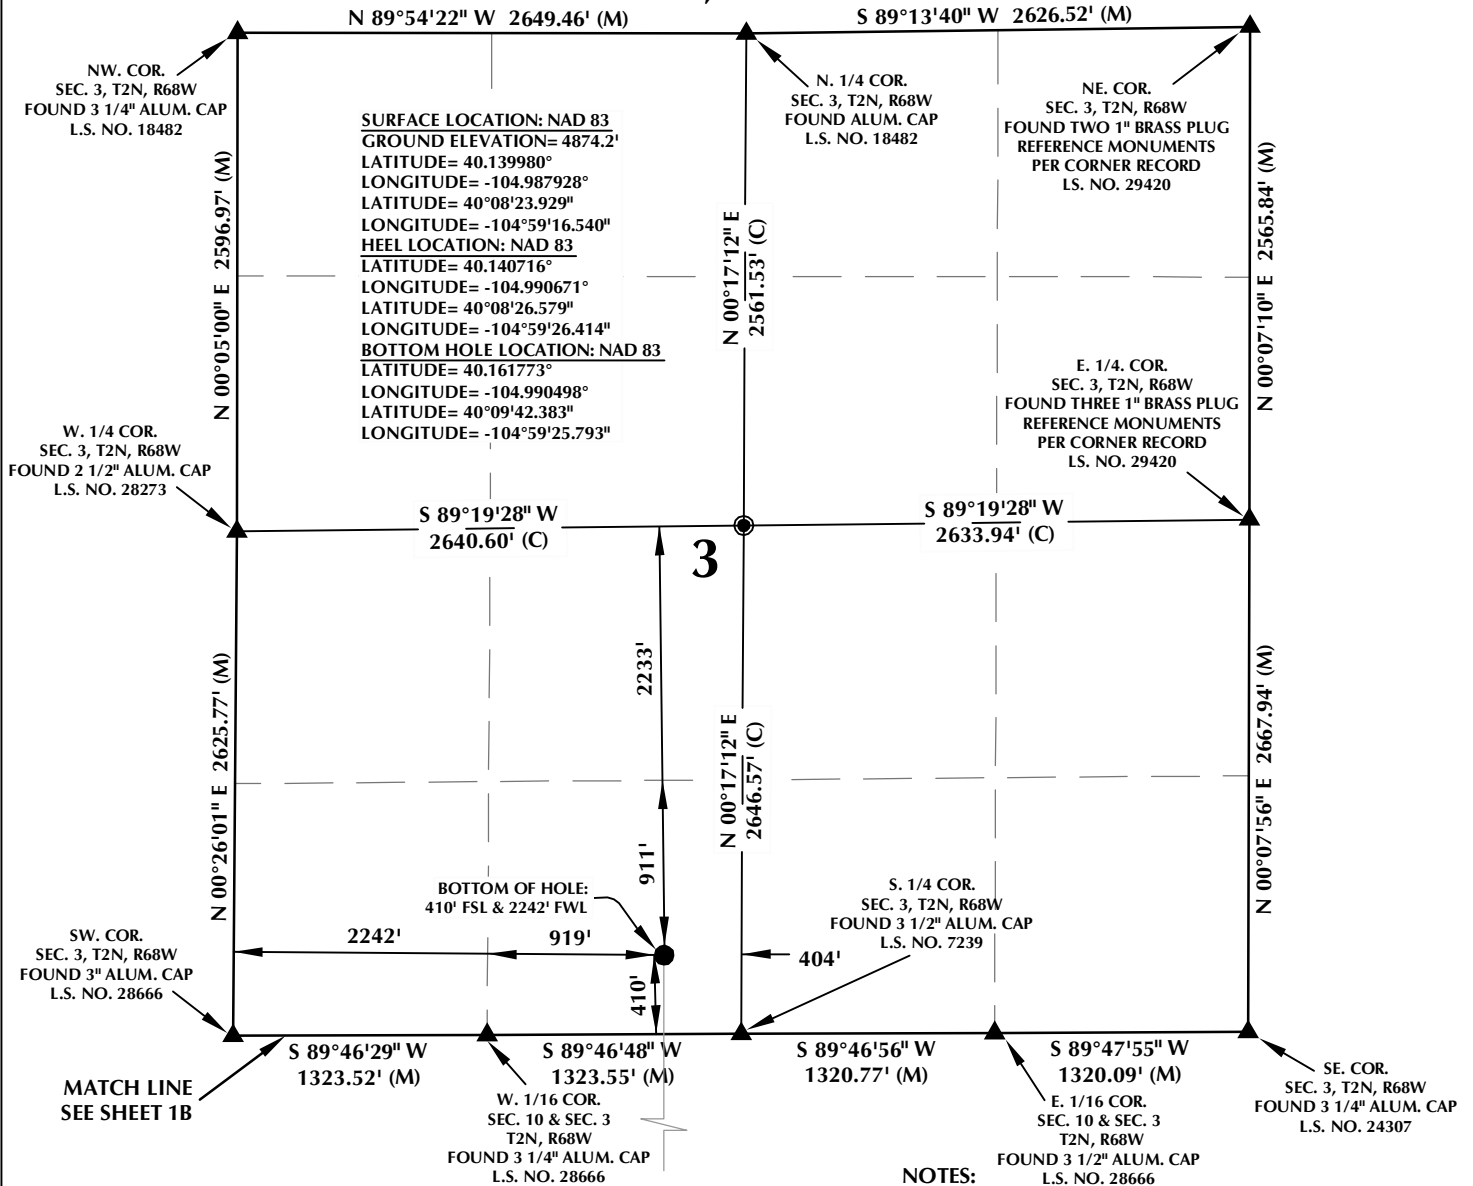 N 89°54'22" W 2649.46' (M)
S 89°13'40" W 2626.52' (M)
NW. COR.
SEC. 3, T2N, R68W
FOUND 3 1/4" ALUM. CAP
L.S. NO. 18482
N. 1/4 COR.
SEC. 3, T2N, R68W
FOUND ALUM. CAP
L.S. NO. 18482
NE. COR.
SEC. 3, T2N, R68W
FOUND TWO 1" BRASS PLUG
REFERENCE MONUMENTS
PER CORNER RECORD
LS. NO. 29420
SURFACE LOCATION: NAD 83
GROUND ELEVATION= 4874.2'
LATITUDE= 40.139980°
LONGITUDE= -104.987928°
LATITUDE= 40°08'23.929"
LONGITUDE= -104°59'16.540"
HEEL LOCATION: NAD 83
LATITUDE= 40.140716°
LONGITUDE= -104.990671°
LATITUDE= 40°08'26.579"
LONGITUDE= -104°59'26.414"
BOTTOM HOLE LOCATION: NAD 83
LATITUDE= 40.161773°
LONGITUDE= -104.990498°
LATITUDE= 40°09'42.383"
LONGITUDE= -104°59'25.793"
N 00°05'00" E 2596.97' (M)
N 00°17'12" E
2561.53' (C)
N 00°07'10" E 2565.84' (M)
W. 1/4 COR.
SEC. 3, T2N, R68W
FOUND 2 1/2" ALUM. CAP
L.S. NO. 28273
E. 1/4. COR.
SEC. 3, T2N, R68W
FOUND THREE 1" BRASS PLUG
REFERENCE MONUMENTS
PER CORNER RECORD
LS. NO. 29420
S 89°19'28" W
2640.60' (C)
S 89°19'28" W
2633.94' (C)
3
2233'
N 00°26'01" E 2625.77' (M)
N 00°17'12" E
2646.57' (C)
N 00°07'56" E 2667.94' (M)
911'
BOTTOM OF HOLE:
410' FSL & 2242' FWL
S. 1/4 COR.
SEC. 3, T2N, R68W
FOUND 3 1/2" ALUM. CAP
L.S. NO. 7239
2242'
919'
404'
410'
SW. COR.
SEC. 3, T2N, R68W
FOUND 3" ALUM. CAP
L.S. NO. 28666
S 89°46'29" W
1323.52' (M)
S 89°46'48" W
1323.55' (M)
S 89°46'56" W
1320.77' (M)
S 89°47'55" W
1320.09' (M)
MATCH LINE
SEE SHEET 1B
W. 1/16 COR.
SEC. 10 & SEC. 3
T2N, R68W
FOUND 3 1/4" ALUM. CAP
L.S. NO. 28666
E. 1/16 COR.
SEC. 10 & SEC. 3
T2N, R68W
FOUND 3 1/2" ALUM. CAP
L.S. NO. 28666
SE. COR.
SEC. 3, T2N, R68W
FOUND 3 1/4" ALUM. CAP
L.S. NO. 24307
NOTES: